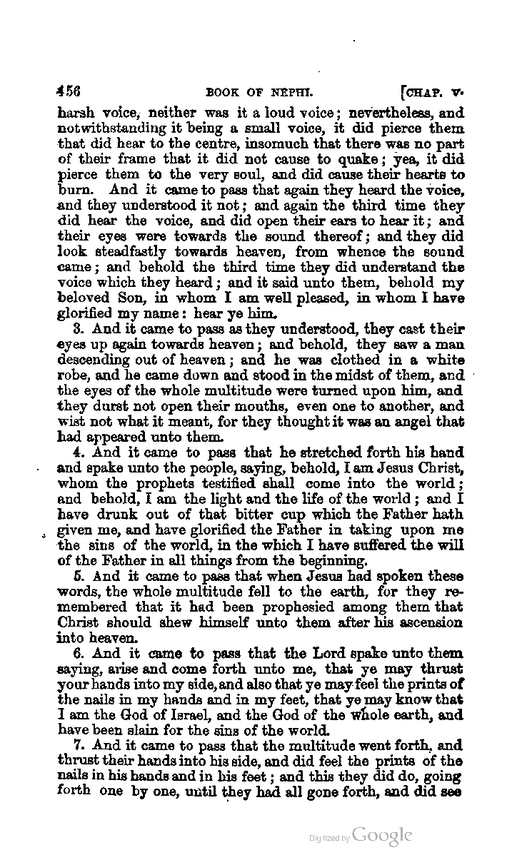 456 BOOK OF NEPHI. [CHAP. V.
harsh voice, neither was it a loud voice; nevertheless, and
notwithstanding it being a small voice, it did pierce them
that did hear to the centre, insomuch that there was no part
of their frame that it did not cause to quake; yea, it did
pierce them to the very soul, and did cause their hearts to
burn. And it came to pass that again they heard the voice,
and they understood it not; and again the third time they
did hear the voice, and did open their ears to hear it; and
their eyes were towards the sound thereof; and they did
look steadfastly towards heaven, from whence the sound
came; and behold the third time they did understand the
voice which they heard; and it said unto them, behold my
beloved Son, in whom I am well pleased, in whom I have
glorified my name: hear ye him.
3. And it came to pass as they understood, they cast their
eyes up again towards heaven; and behold, they saw a man
descending out of heaven; and he was clothed in a white
robe, and he came down and stood in the midst of them, and
the eyes of the whole multitude were turned upon him, and
they durst not open their mouths, even one to another, and
wist not what it meant, for they thought it was an angel that
had appeared unto them.
4. And it came to pass that he stretched forth his hand
and spake unto the people, saying, behold, I am Jesus Christ,
whom the prophets testified shall come into the world;
and behold, I am the light and the life of the world; and I
have drunk out of that bitter cup which the Father hath
given me, and have glorified the Father in taking upon me
the sins of the world, in the which I have suffered the will
of the Father in all things from the beginning.
5. And it came to pass that when Jesus had spoken these
words, the whole multitude fell to the earth, for they re-
membered that it had been prophesied among them that
Christ should shew himself unto them after his ascension
into heaven.
6. And it came to pass that the Lord spake unto them
saying, arise and come forth unto me, that ye may thrust
your hands into my side, and also that ye may feel the prints of
the nails in my hands and in my feet, that ye may know that
I am the God of Israel, and the God of the whole earth, and
have been slain for the sins of the world.
7. And it came to pass that the multitude went forth, and
thrust their hands into his side, and did feel the prints of the
nails in his hands and in his feet; and this they did do, going
forth one by one, until they had all gone forth, and did see
Digitized by Google